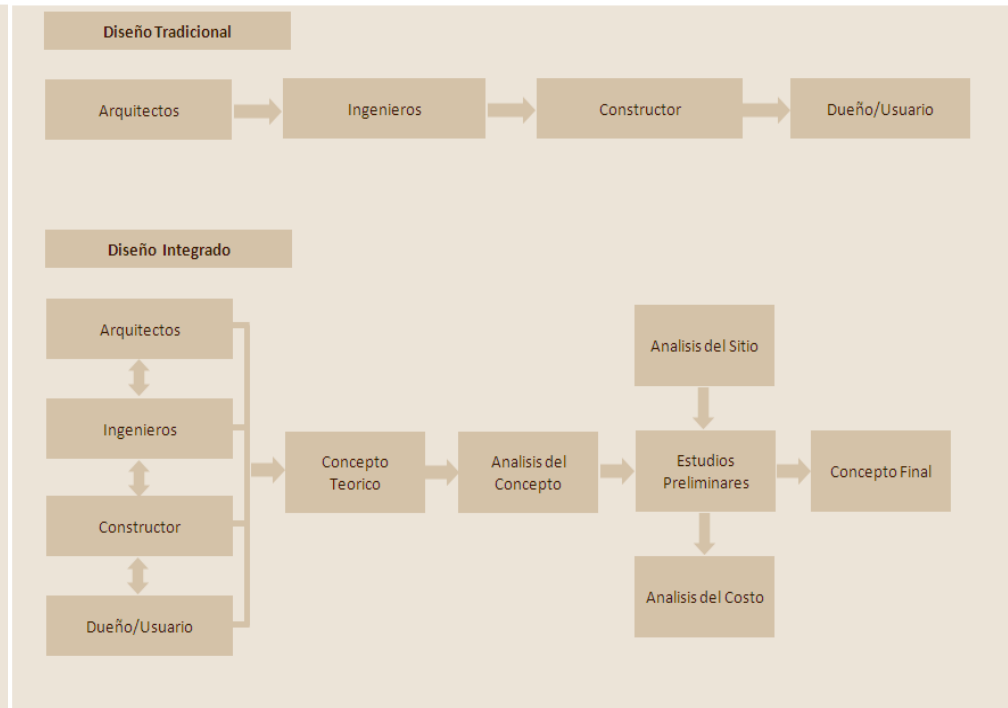 Diseño Tradicional
Arquitectos
Ingenieros
Constructor
Dueño/Usuario
Diseño Integrado
Arquitectos
Ingenieros
Constructor
Dueño/Usuario
Concepto
Teorico
Analisis del
Concepto
Analisis del Sitio
Estudios
Preliminares
Analisis del Costo
Concepto Final